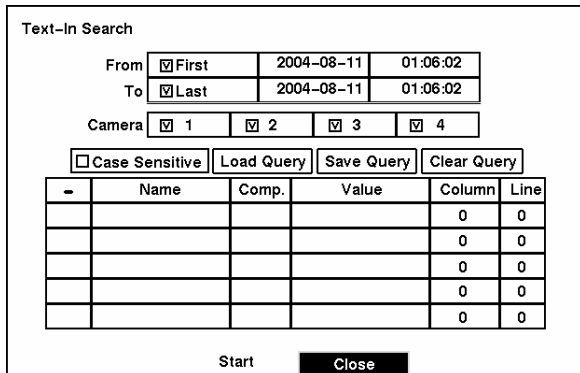 Text-In Search
From V First 2004-08-11 01:06:02
To V Last 2004-08-11 01:06:02
Camera V 1 V 2 V 3 V 4
Case Sensitive Load Query Save Query Clear Query
- Name Comp. Value Column Line
0 0
0 0
0 0
0 0
0 0
Start Close